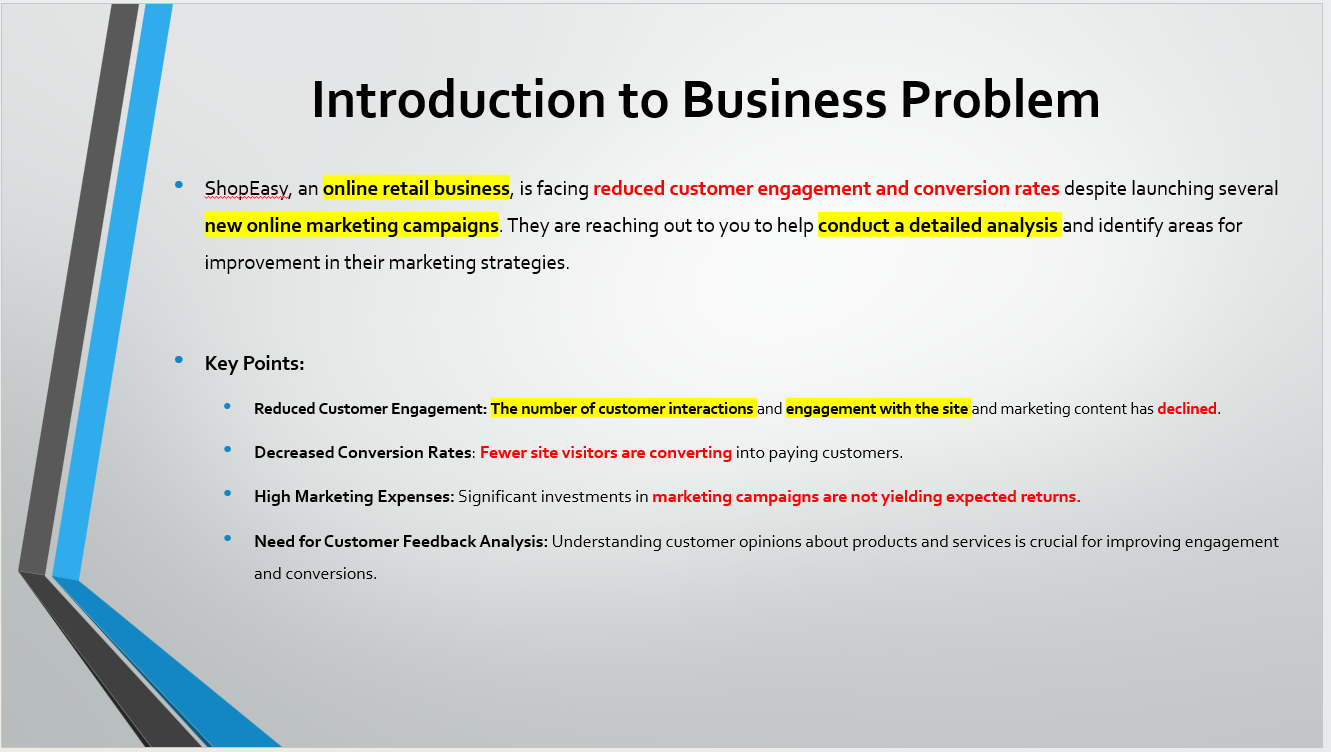 Introduction to Business Problem
ShopEasy, an online retail business, is facing reduced customer engagement and conversion rates despite launching several
new online marketing campaigns. They are reaching out to you to help conduct a detailed analysis and identify areas for
improvement in their marketing strategies.
Key Points:
Reduced Customer Engagement: The number of customer interactions and engagement with the site and marketing content has declined.
Decreased Conversion Rates: Fewer site visitors are converting into paying customers.
High Marketing Expenses: Significant investments in marketing campaigns are not yielding expected returns.
Need for Customer Feedback Analysis: Understanding customer opinions about products and services is crucial for improving engagement
and conversions.